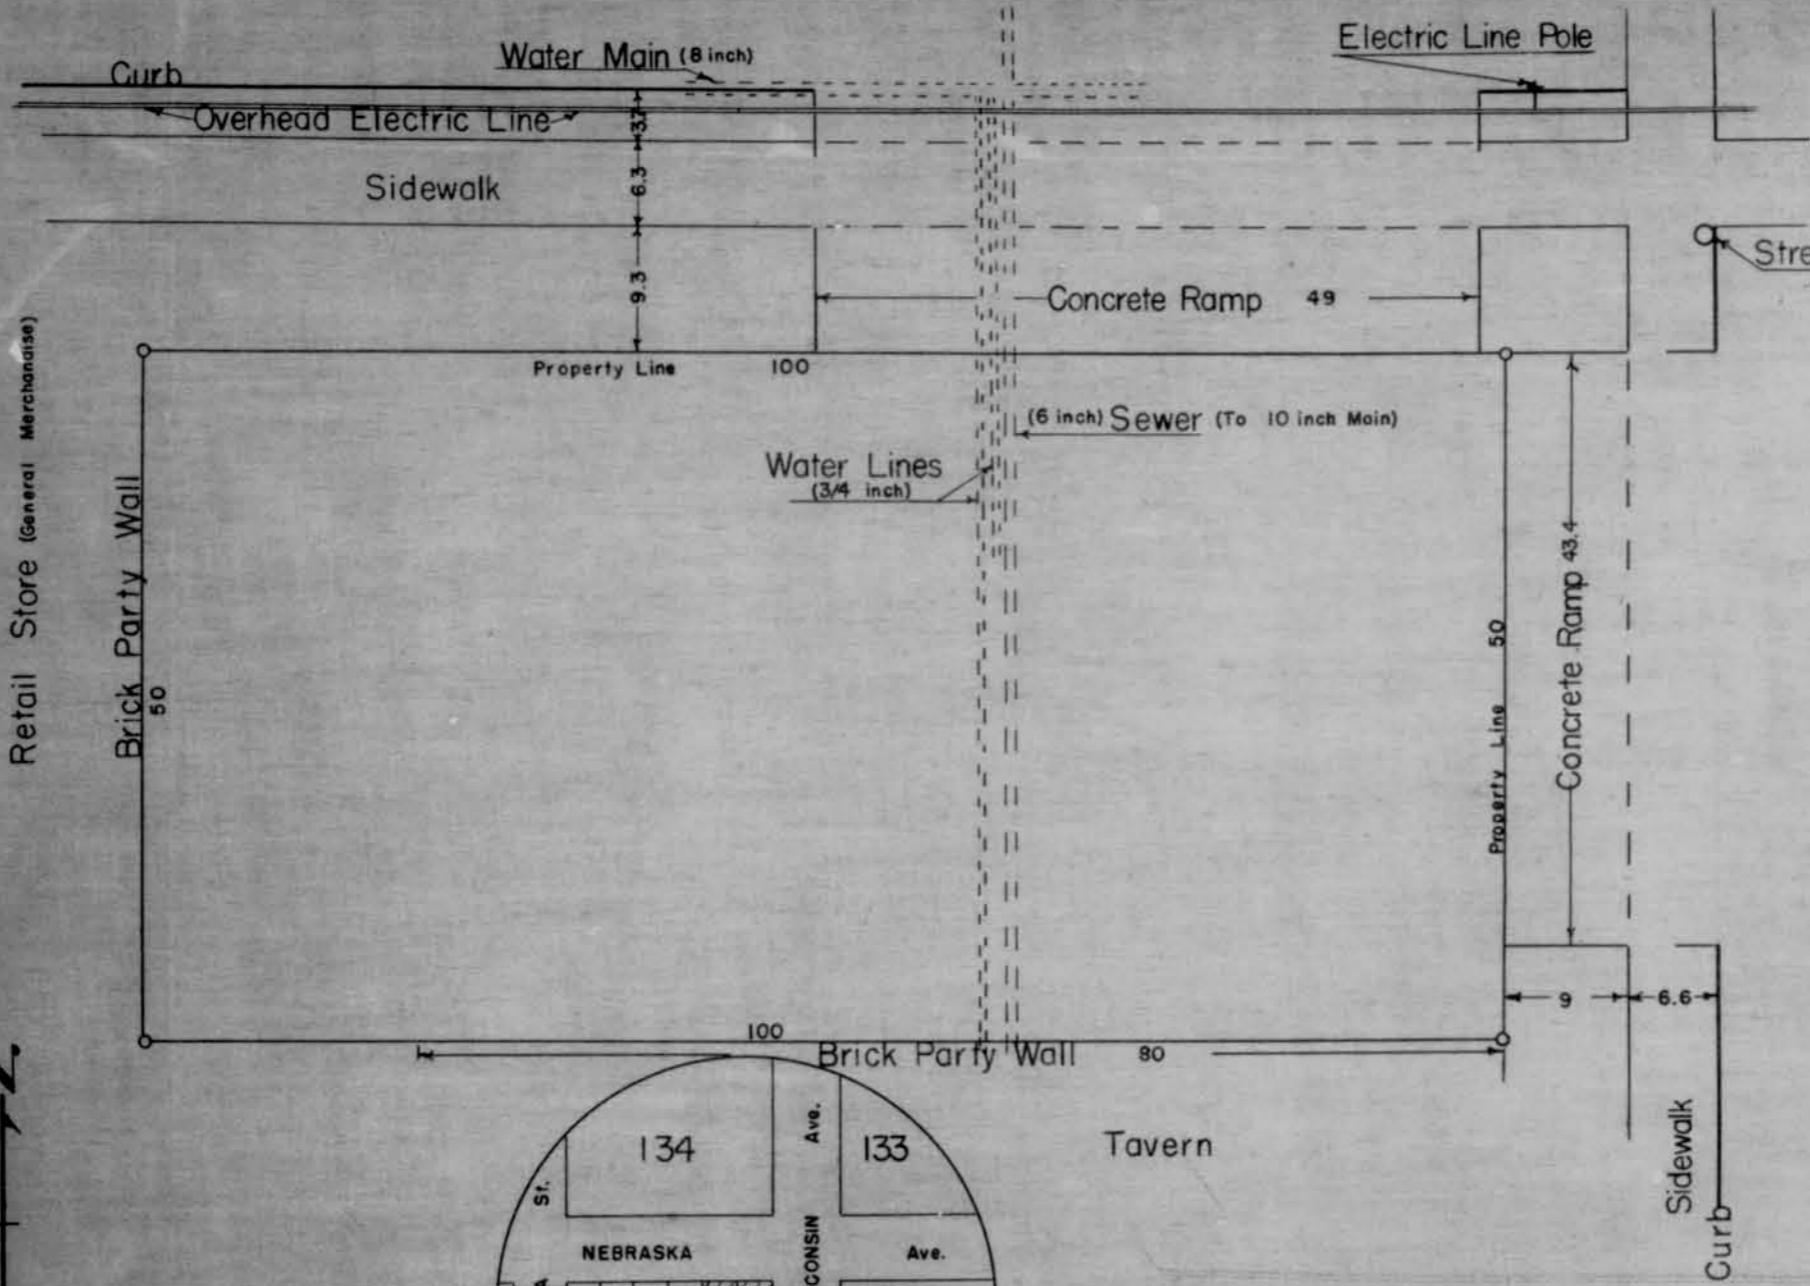 Water Main (8 inch)
Electric Line Pole
Curb
Overhead Electric Line
3.7
Sidewalk
6.3
9.3
Concrete Ramp 49
Property Line 100
(6 inch) Sewer (To 10 inch Main)
Water Lines
(3/4 inch)
Retail Store (General Merchandise)
Brick Party Wall
50
Property Line 50
Concrete Ramp 43.4
9
6.6
100
Brick Party Wall 80
Tavern
Sidewalk
Curb
134
Ave.
133
St.
NEBRASKA
Ave.